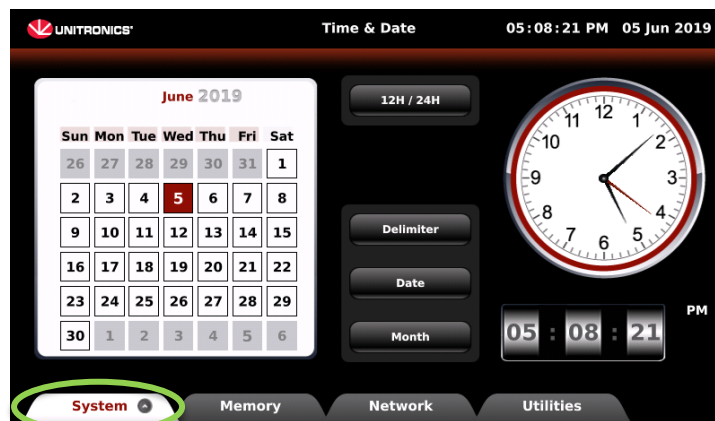 UNITRONICS Time & Date 05:08:21 PM 05 Jun 2019
June 2019
Sun Mon Tue Wed Thu Fri Sat
26 27 28 29 30 31 1
2 3 4 5 6 7 8
9 10 11 12 13 14 15
16 17 18 19 20 21 22
23 24 25 26 27 28 29
30 1 2 3 4 5 6
12H / 24H
Delimiter
Date
Month
12
1
2
3
4
5
6
7
8
9
10
11
PM
05 : 08 : 21
System Memory Network Utilities